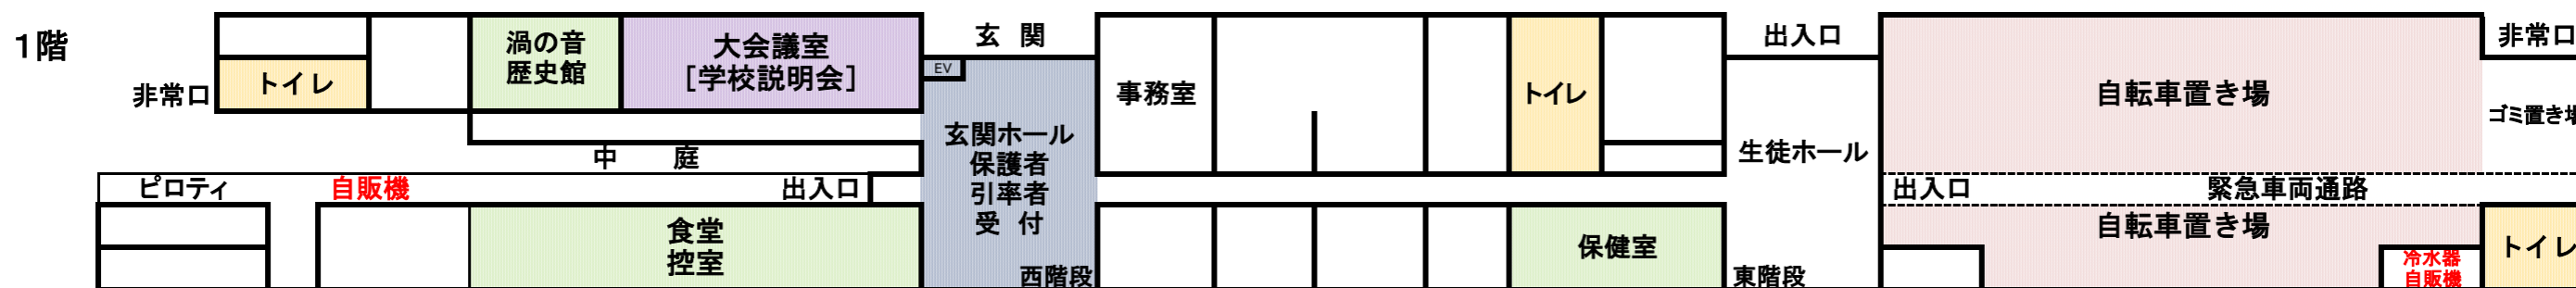 1階
非常口
トイレ
渦の音
歴史館
大会議室
［学校説明会］
玄　関
EV
玄関ホール
保護者
引率者
受　付
西階段
中　　庭
ピロティ
自販機
出入口
食堂
控室
事務室
トイレ
保健室
出入口
生徒ホール
東階段
自転車置き場
出入口
緊急車両通路
自転車置き場
冷水器
自販機
非常口
ゴミ置き場
トイレ